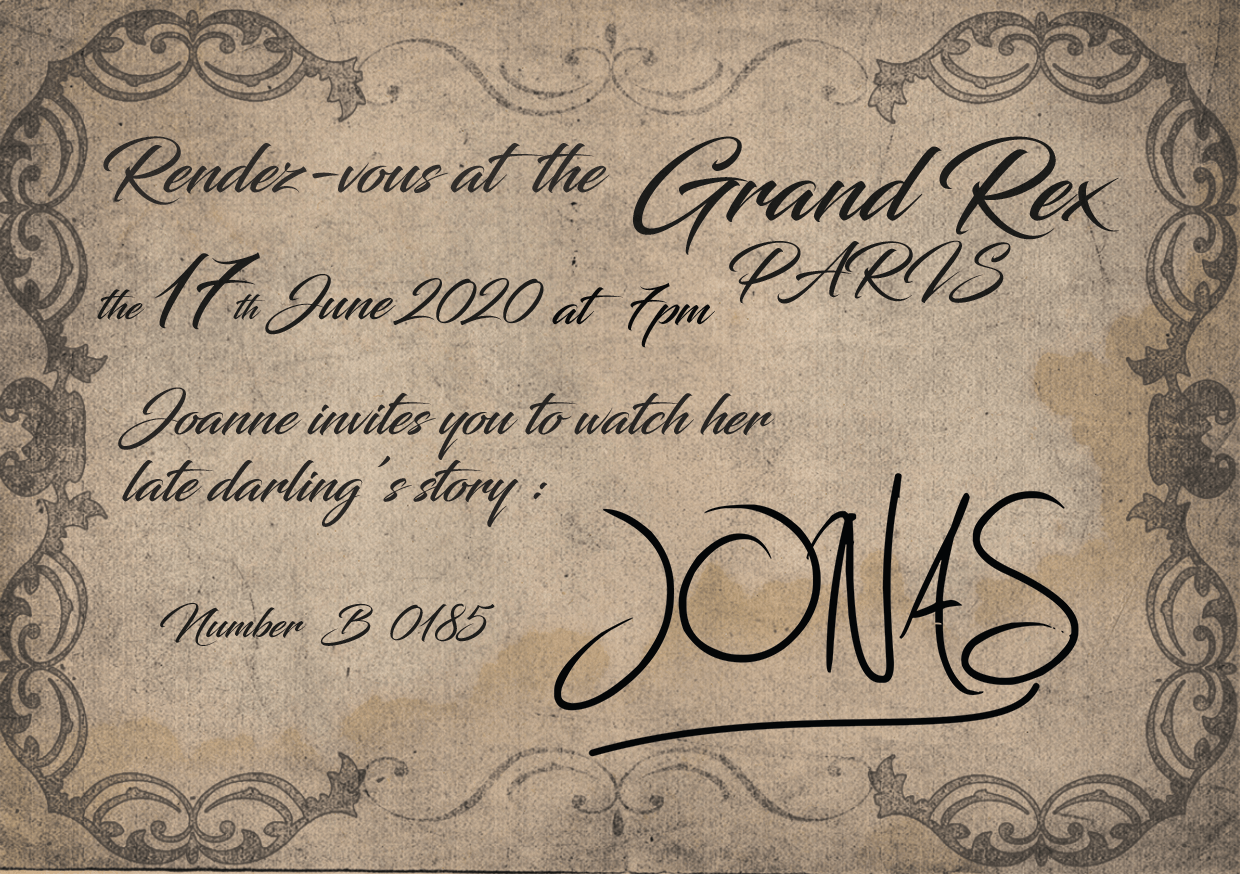 Rendez-vous at the Grand Rex
PARIS
the 17th June 2020 at 7pm
Joanne invites you to watch her
late darling 's story :
JONAS
Number B 0185